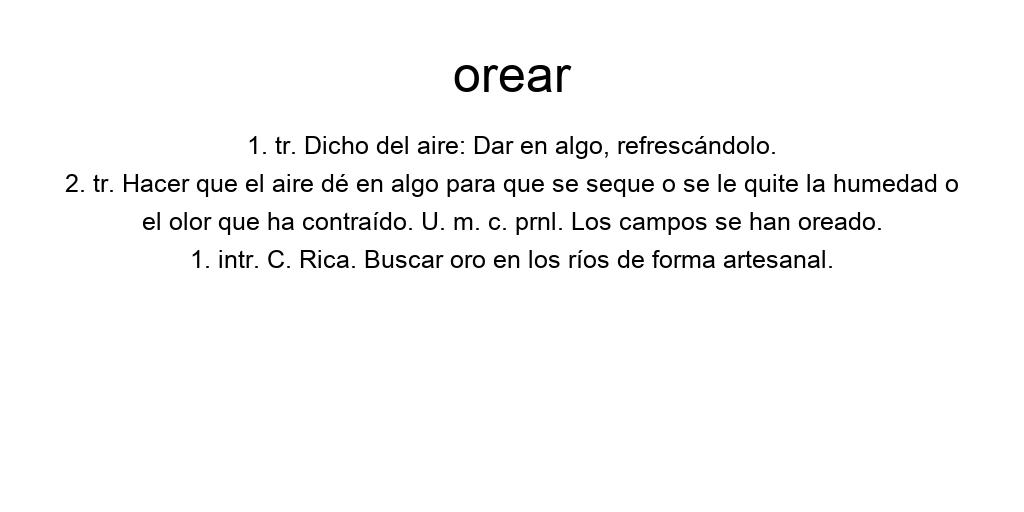 orear
1. tr. Dicho del aire: Dar en algo, refrescándolo.
2. tr. Hacer que el aire dé en algo para que se seque o se le quite la humedad o
el olor que ha contraído. U. m. c. prnl. Los campos se han oreado.
1. intr. C. Rica. Buscar oro en los ríos de forma artesanal.